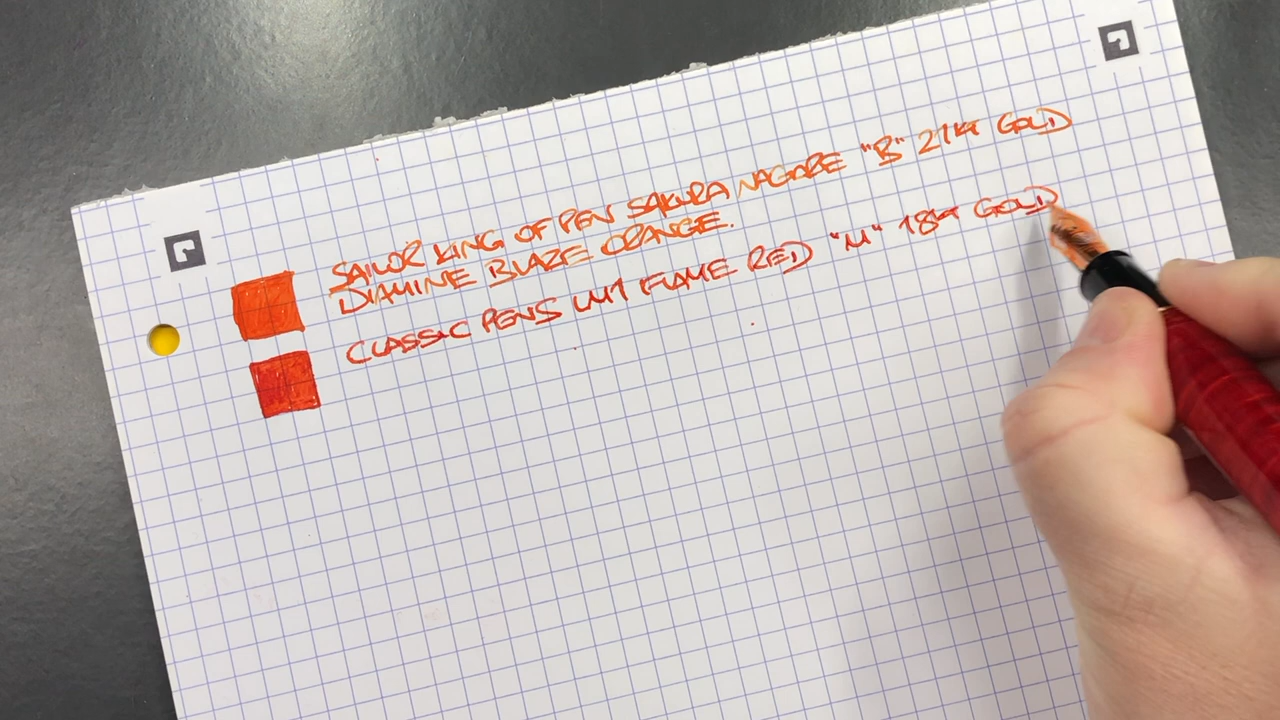 SAILOR KING OF PEN SAKURA NAGARE "B" 21KT GOLD
DIAMINE BLAZE ORANGE.
CLASSIC PENS LM1 FLAME RED "M" 18KT GOLD